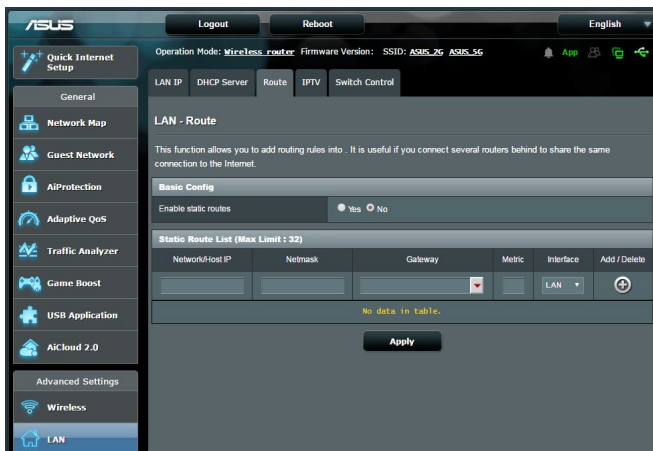 ASUS
Logout
Reboot
English
Quick Internet Setup
Operation Mode: Wireless router Firmware Version: SSID: ASUS_2G ASUS_5G
App
LAN IP
DHCP Server
Route
IPTV
Switch Control
General
Network Map
Guest Network
AiProtection
Adaptive QoS
Traffic Analyzer
Game Boost
USB Application
AiCloud 2.0
Advanced Settings
Wireless
LAN
LAN - Route
This function allows you to add routing rules into . It is useful if you connect several routers behind to share the same
connection to the Internet.
Basic Config
Enable static routes
Yes No
Static Route List (Max Limit : 32)
Network/Host IP
Netmask
Gateway
Metric
Interface
Add / Delete
LAN
No data in table.
Apply